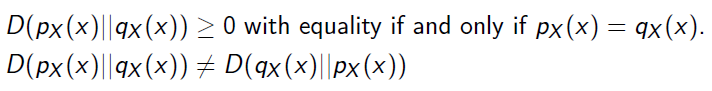 D(pX(x)||qX(x)) ≥ 0 with equality if and only if pX(x) = qX(x).
D(pX(x)||qX(x)) ≠ D(qX(x)||pX(x))